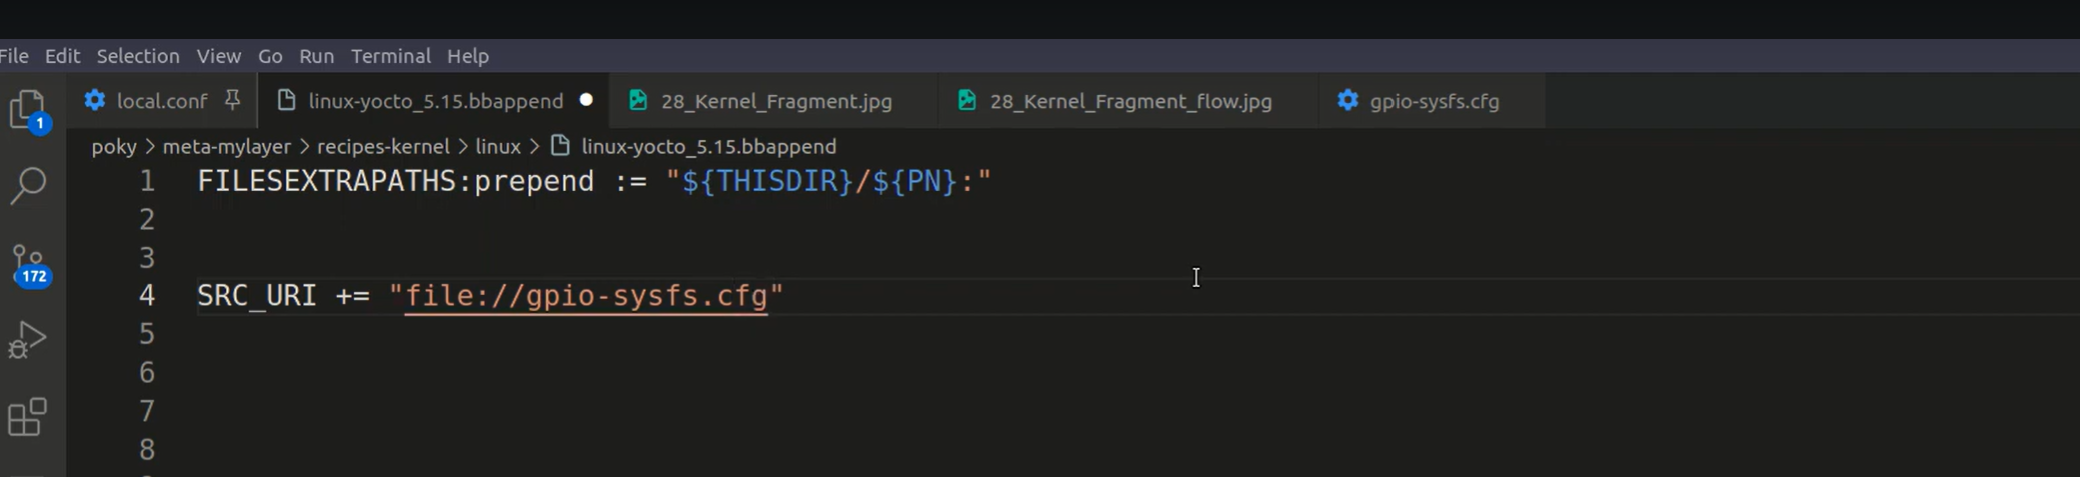 File Edit Selection View Go Run Terminal Help
local.conf linux-yocto_5.15.bbappend 28_Kernel_Fragment.jpg 28_Kernel_Fragment_flow.jpg gpio-sysfs.cfg
1
poky > meta-mylayer > recipes-kernel > linux > linux-yocto_5.15.bbappend
1 FILESEXTRAPATHS:prepend := "${THISDIR}/${PN}:"
2
3
172
4 SRC_URI += "file://gpio-sysfs.cfg"
5
6
7
8